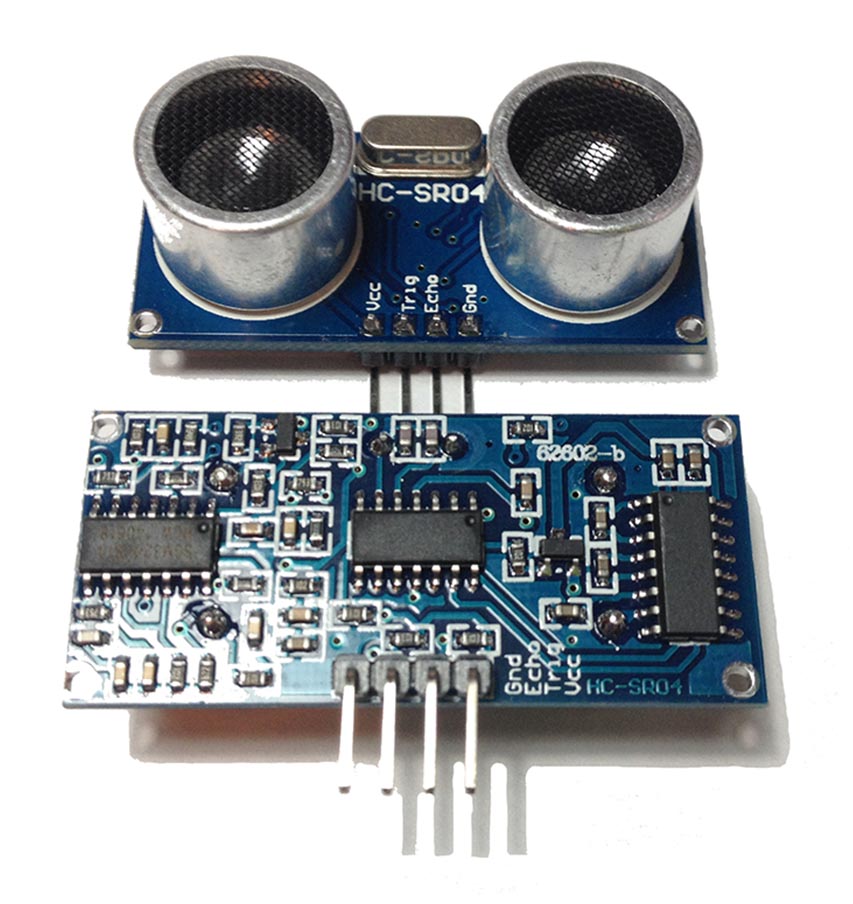 HC-SR04
Vcc
Trig
Echo
Gnd
62602-b
Gnd
Echo
Trig
Vcc
HC-SR04